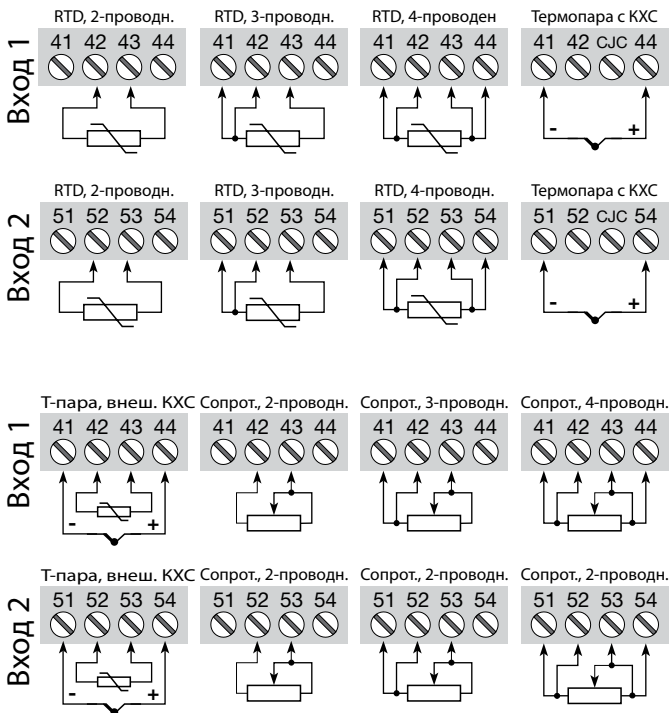 RTD, 2-проводн. RTD, 3-проводн. RTD, 4-проводен Термопара с КХС
Вход 1
41 42 43 44 41 42 43 44 41 42 43 44 41 42 CJC 44
- +
RTD, 2-проводн. RTD, 3-проводн. RTD, 4-проводн. Термопара с КХС
Вход 2
51 52 53 54 51 52 53 54 51 52 53 54 51 52 CJC 54
- +
Т-пара, внеш. КХС Сопрот., 2-проводн. Сопрот., 3-проводн. Сопрот., 4-проводн.
Вход 1
41 42 43 44 41 42 43 44 41 42 43 44 41 42 43 44
- +
Т-пара, внеш. КХС Сопрот., 2-проводн. Сопрот., 2-проводн. Сопрот., 2-проводн.
Вход 2
51 52 53 54 51 52 53 54 51 52 53 54 51 52 53 54
- +